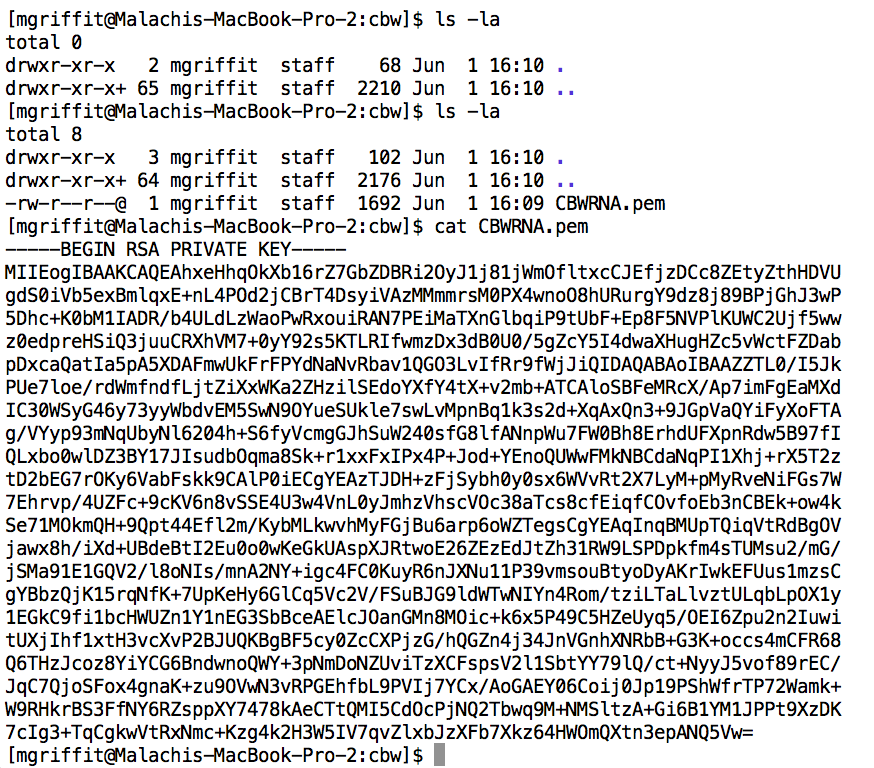 [mgriffit@Malachis-MacBook-Pro-2:cbw]$ ls -la
total 0
drwxr-xr-x   2 mgriffit  staff    68 Jun  1 16:10 .
drwxr-xr-x+ 65 mgriffit  staff  2210 Jun  1 16:10 ..
[mgriffit@Malachis-MacBook-Pro-2:cbw]$ ls -la
total 8
drwxr-xr-x   3 mgriffit  staff   102 Jun  1 16:10 .
drwxr-xr-x+ 64 mgriffit  staff  2176 Jun  1 16:10 ..
-rw-r--r--@  1 mgriffit  staff  1692 Jun  1 16:09 CBWRNA.pem
[mgriffit@Malachis-MacBook-Pro-2:cbw]$ cat CBWRNA.pem
-----BEGIN RSA PRIVATE KEY-----
MIIEogIBAAKCAQEAhxeHhqOkXb16rZ7GbZDBRi2OyJ1j81jWmOfltxcCJEfjzDCc8ZEtyZthHDVU
gdS0iVb5exBmlqxE+nL4POd2jCBrT4DsyiVAzMMmmrsM0PX4wnoO8hURurgY9dz8j89BPjGhJ3wP
5Dhc+K0bM1IADR/b4ULdLzWaoPwRxouiRAN7PEiMaTXnGlbqiP9tUbF+Ep8F5NVPlKUWC2Ujf5ww
z0edpreHSiQ3juuCRXhVM7+0yY92s5KTLRIfwmzDx3dB0U0/5gZcY5I4dwaXHugHZc5vWctFZDab
pDxcaQatIa5pA5XDAFmwUkFrFPYdNaNvRbav1QGO3LvIfRr9fWjJiQIDAQABAoIBAAZZTL0/I5Jk
PUe7loe/rdWmfndfLjtZiXxWKa2ZHzilSEdoYXfY4tX+v2mb+ATCAloSBFeMRcX/Ap7imFgEaMXd
IC30WSyG46y73yyWbdvEM5SwN9OYueSUkle7swLvMpnBq1k3s2d+XqAxQn3+9JGpVaQYiFyXoFTA
g/VYyp93mNqUbyNl6204h+S6fyVcmgGJhSuW240sfG8lfANnpWu7FW0Bh8ErhdUFXpnRdw5B97fI
QLxbo0wlDZ3BY17JIsudbOqma8Sk+r1xxFxIPx4P+Jod+YEnoQUWwFMkNBCdaNqPI1Xhj+rX5T2z
tD2bEG7rOKy6VabFskk9CAlP0iECgYEAzTJDH+zFjSybh0y0sx6WVvRt2X7LyM+pMyRveNiFGs7W
7Ehrvp/4UZFc+9cKV6n8vSSE4U3w4VnL0yJmhzVhscVOc38aTcs8cfEiqfCOvfoEb3nCBEk+ow4k
Se71MOkmQH+9Qpt44Efl2m/KybMLkwvhMyFGjBu6arp6oWZTegsCgYEAqInqBMUpTQiqVtRdBgOV
jawx8h/iXd+UBdeBtI2Eu0o0wKeGkUAspXJRtwoE26ZEzEdJtZh31RW9LSPDpkfm4sTUMsu2/mG/
jSMa91E1GQV2/l8oNIs/mnA2NY+igc4FC0KuyR6nJXNu11P39vmsouBtyoDyAKrIwkEFUus1mzsC
gYBbzQjK15rqNfK+7UpKeHy6GlCq5Vc2V/FSuBJG9ldWTwNIYn4Rom/tziLTaLlvztULqbLpOX1y
1EGkC9fi1bcHWUZn1Y1nEG3SbBceAElcJOanGMn8MOic+k6x5P49C5HZeUyq5/OEI6Zpu2n2Iuwi
tUXjIhf1xtH3vcXvP2BJUQKBgBF5cy0ZcCXPjzG/hQGZn4j34JnVGnhXNRbB+G3K+occs4mCFR68
Q6THzJcoz8YiYCG6BndwnoQWY+3pNmDoNZUviTzXCFspsV2l1SbtYY79lQ/ct+NyyJ5vof89rEC/
JqC7QjoSFox4gnaK+zu9OVwN3vRPGEhfbL9PVIj7YCx/AoGAEY06Coij0Jp19PShWfrTP72Wamk+
W9RHkrBS3FfNY6RZsppXY7478kAeCTtQMI5CdOcPjNQ2Tbwq9M+NMSltzA+Gi6B1YM1JPPt9XzDK
7cIg3+TqCgkwVtRxNmc+Kzg4k2H3W5IV7qvZlxbJzXFb7Xkz64HWOmQXtn3epANQ5Vw=
[mgriffit@Malachis-MacBook-Pro-2:cbw]$